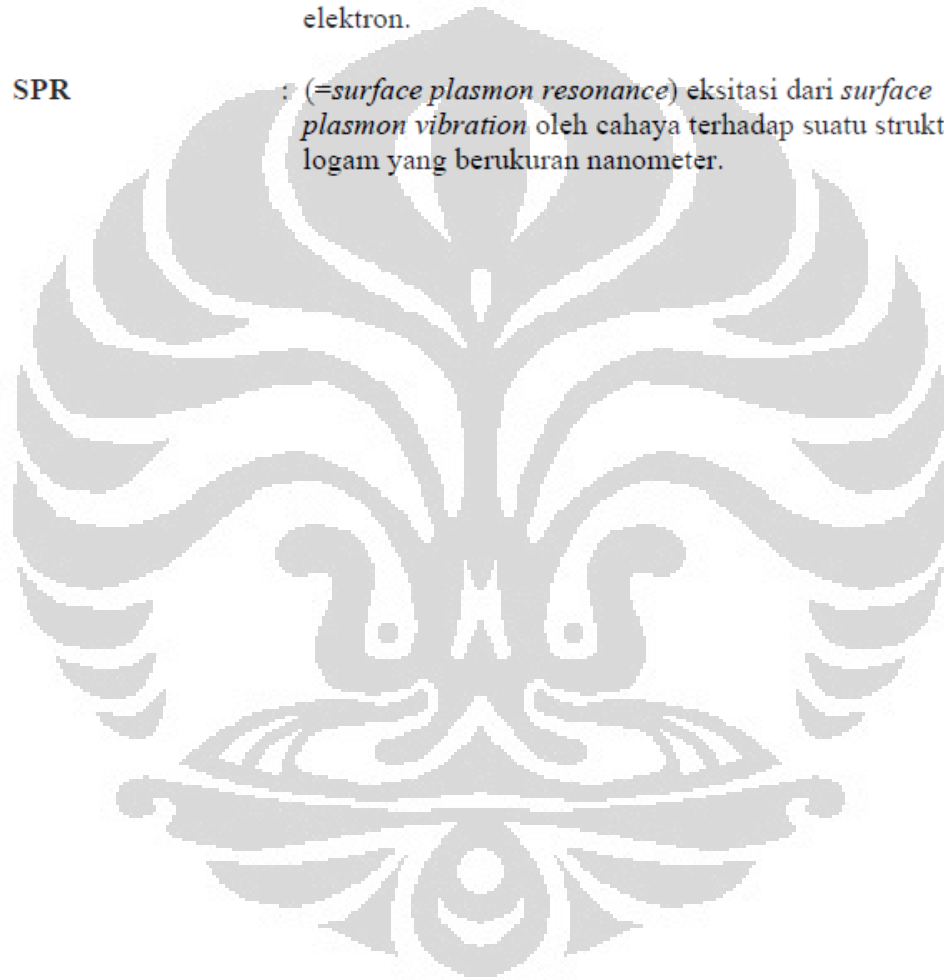 elektron.
SPR : (=surface plasmon resonance) eksitasi dari surface
plasmon vibration oleh cahaya terhadap suatu strukt
logam yang berukuran nanometer.